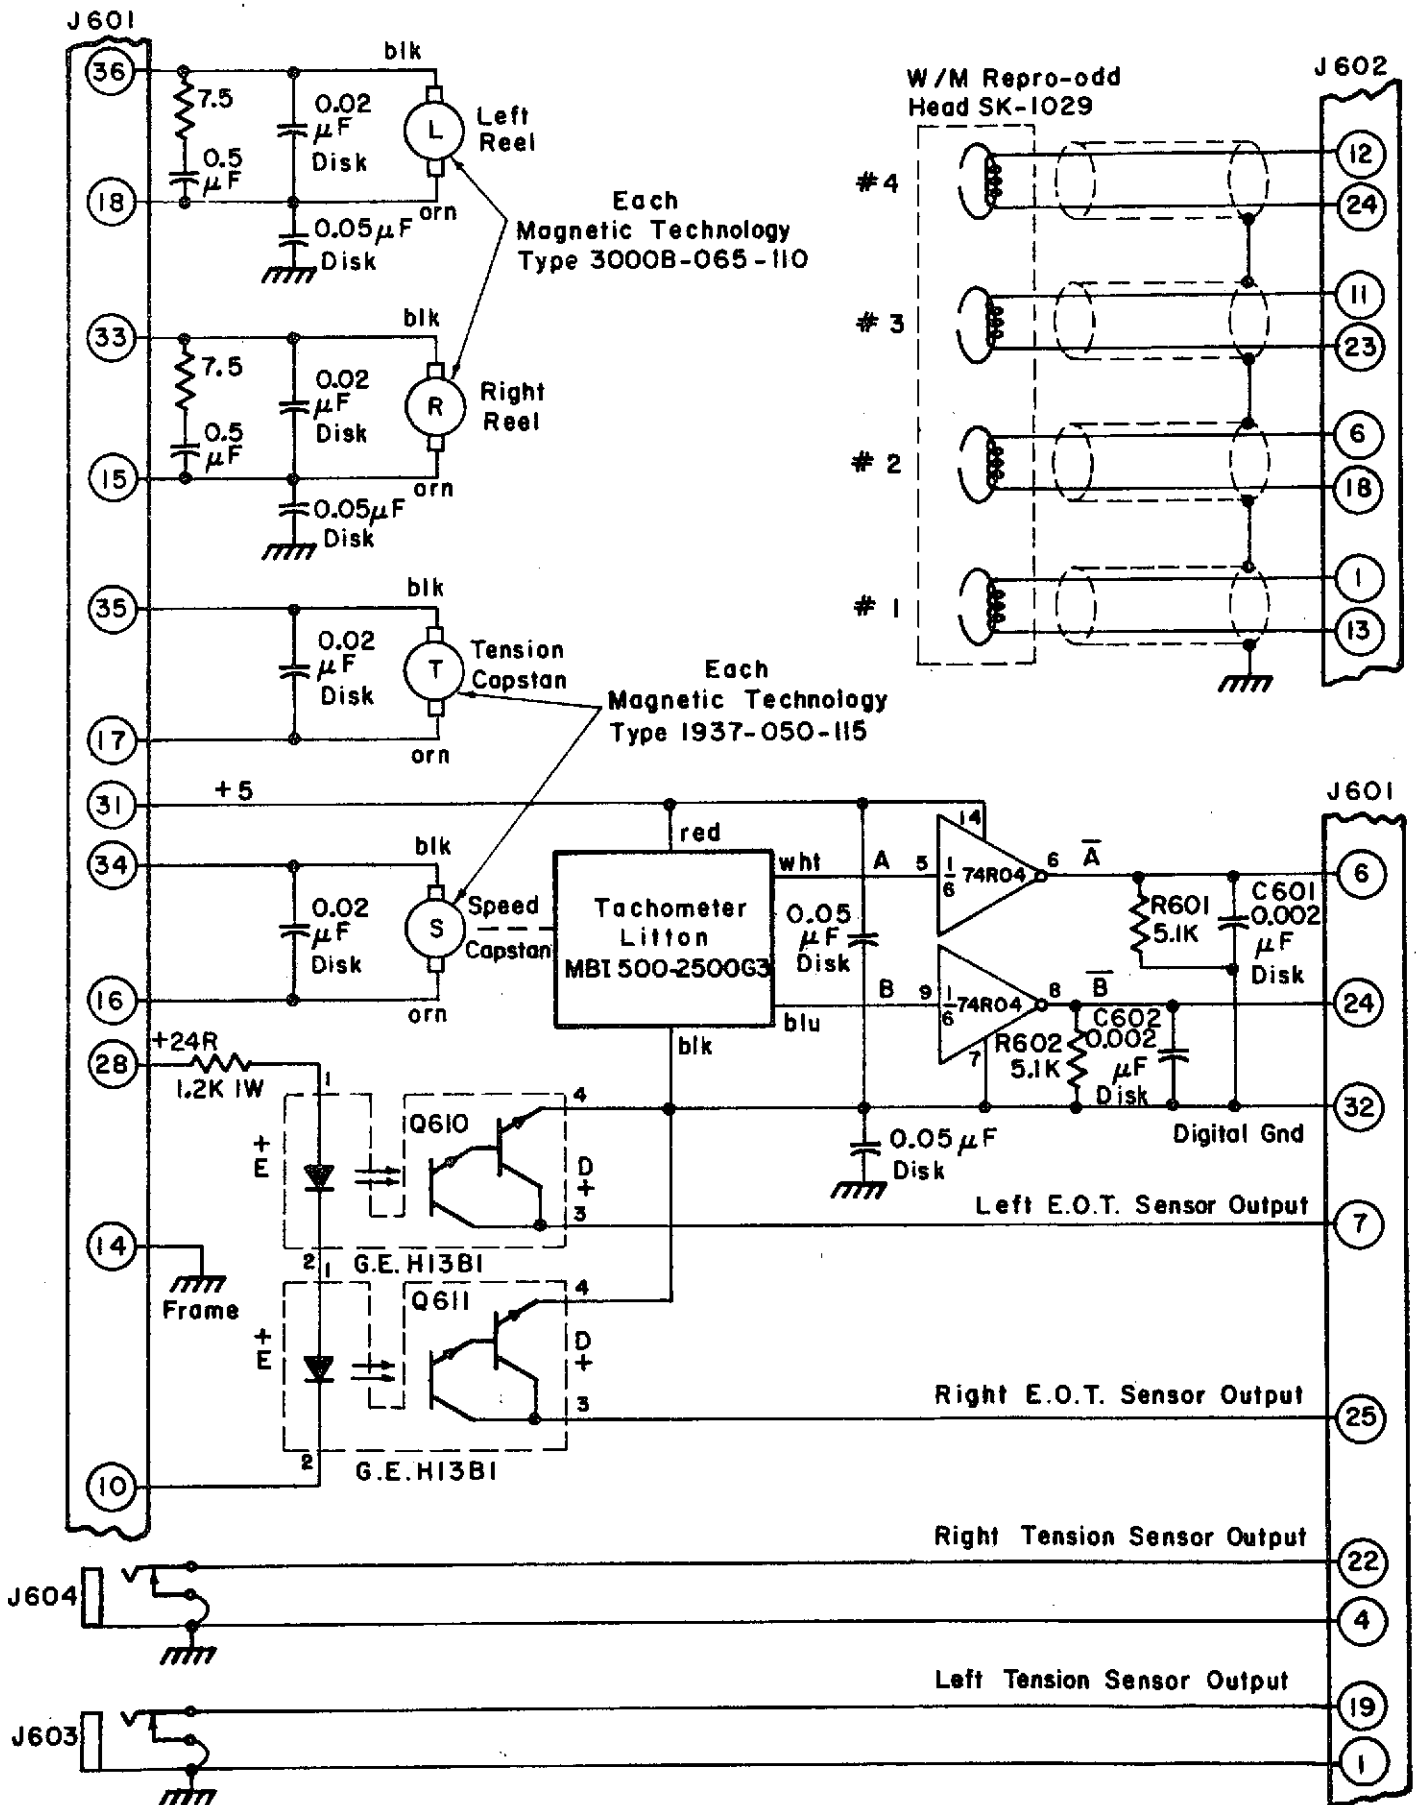 J601
36
blk
7.5
0.02
μF
Disk
0.5
μF
L
Left
Reel
18
orn
0.05μF
Disk
Each
Magnetic Technology
Type 3000B-065-110
33
blk
7.5
0.02
μF
Disk
0.5
μF
R
Right
Reel
15
orn
0.05μF
Disk
35
blk
0.02
μF
Disk
T
Tension
Capstan
17
orn
Each
Magnetic Technology
Type 1937-050-115
31
+5
34
blk
0.02
μF
Disk
S
Speed
Capstan
16
orn
28
+24R
1.2K 1W
14
Frame
10
W/M Repro-odd
Head SK-1029
J602
#4
12
24
#3
11
23
#2
6
18
#1
1
13
red
Tachometer
Litton
MBI 500-2500G3
wht
A
5
1/6 74R04
14
6
A̅
0.05
μF
Disk
R601
5.1K
C601
0.002
μF
Disk
blu
B
9
1/6 74R04
7
8
B̅
R602
5.1K
C602
0.002
μF
Disk
blk
J601
6
24
32
Digital Gnd
0.05μF
Disk
1
+
E
2
Q610
4
D
+
3
G.E. H13B1
Left E.O.T. Sensor Output
7
1
+
E
2
Q611
4
D
+
3
G.E. H13B1
Right E.O.T. Sensor Output
25
J604
Right Tension Sensor Output
22
4
J603
Left Tension Sensor Output
19
1